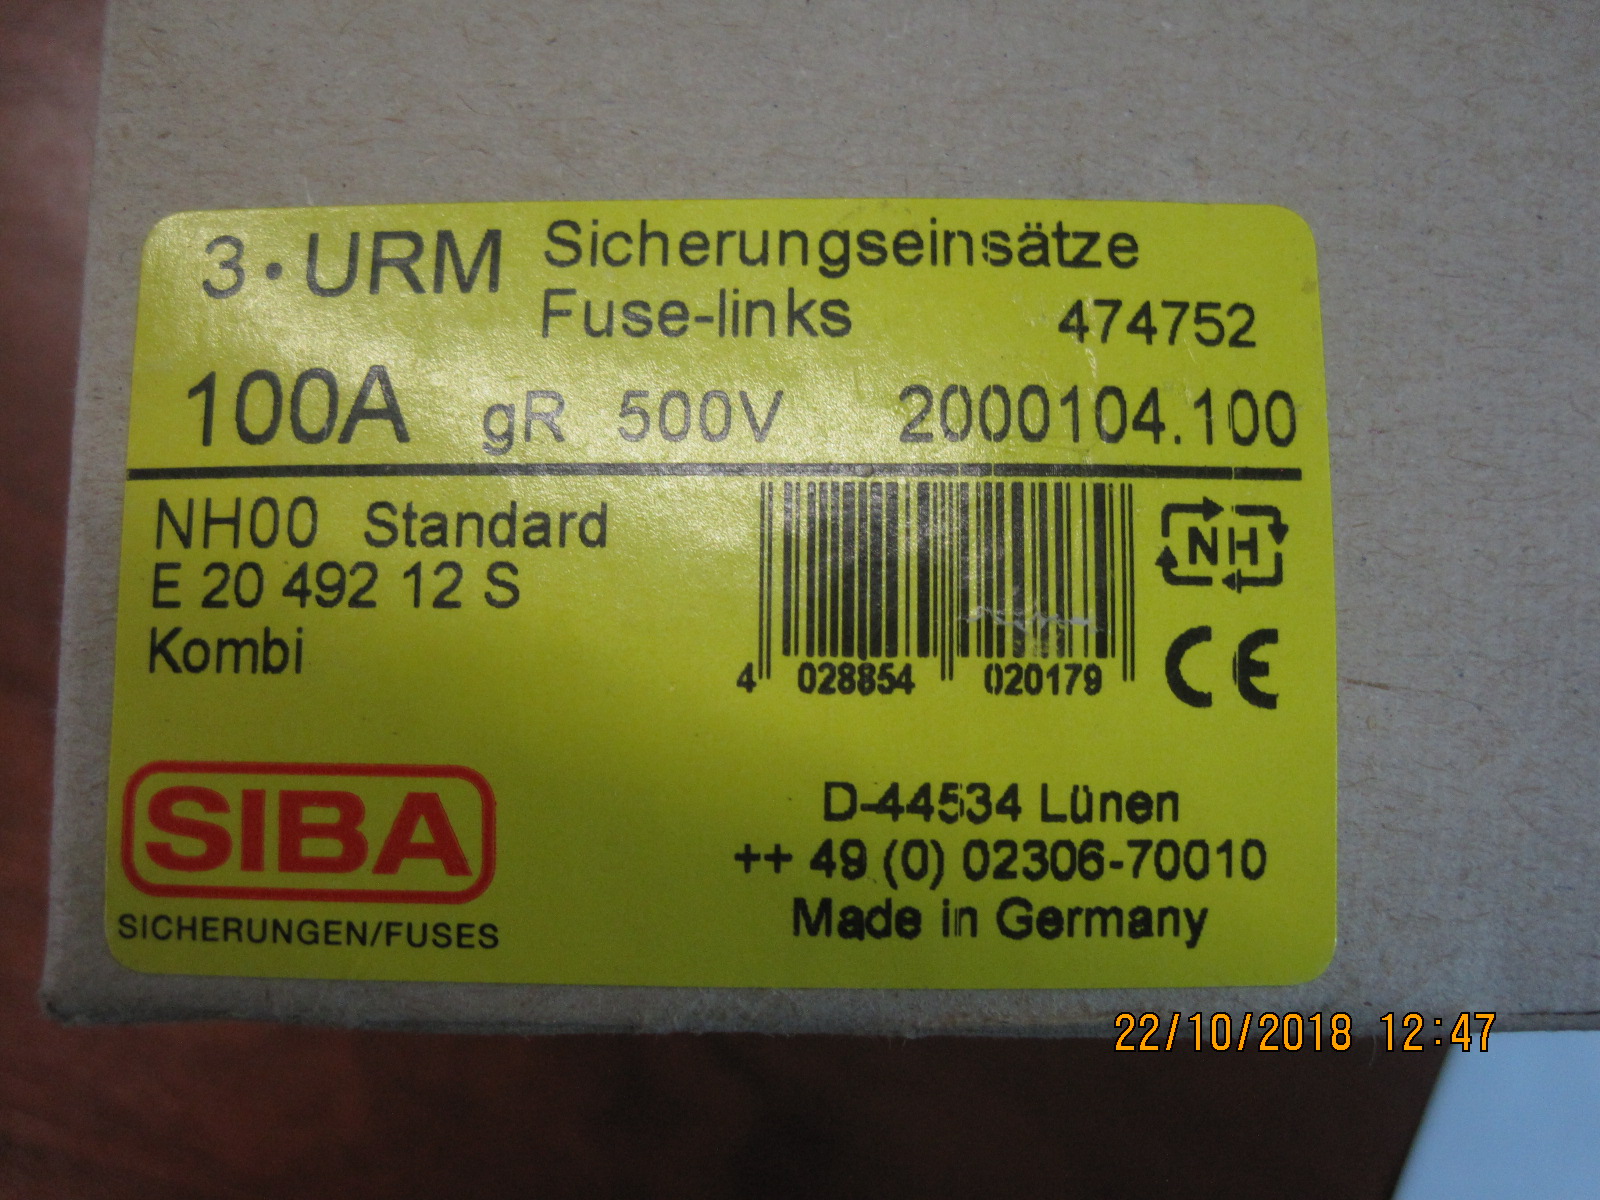 3·URM Sicherungseinsätze
Fuse-links 474752
100A gR 500V 2000104.100
NH00 Standard
E 20 492 12 S
Kombi
NH
CE
4 028854 020179
SIBA
SICHERUNGEN/FUSES
D-44534 Lünen
++ 49 (0) 02306-70010
Made in Germany
22/10/2018 12:47